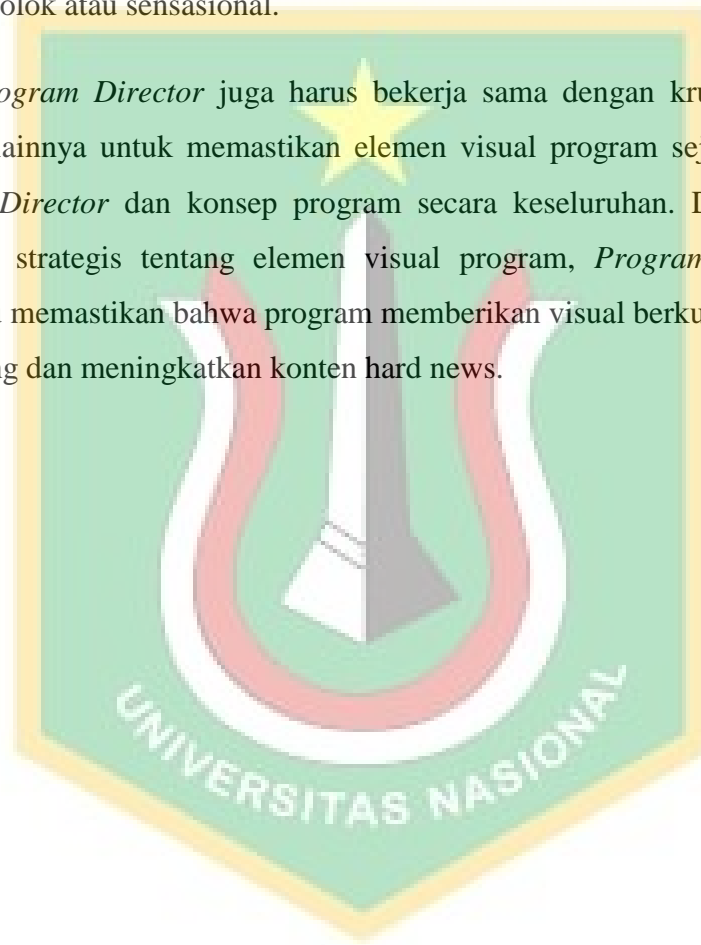 olok atau sensasional.
ogram Director juga harus bekerja sama dengan kru
ainnya untuk memastikan elemen visual program sej
Director dan konsep program secara keseluruhan. D
strategis tentang elemen visual program, Program
memastikan bahwa program memberikan visual berku
ng dan meningkatkan konten hard news.
UNIVERSITAS NASIONAL